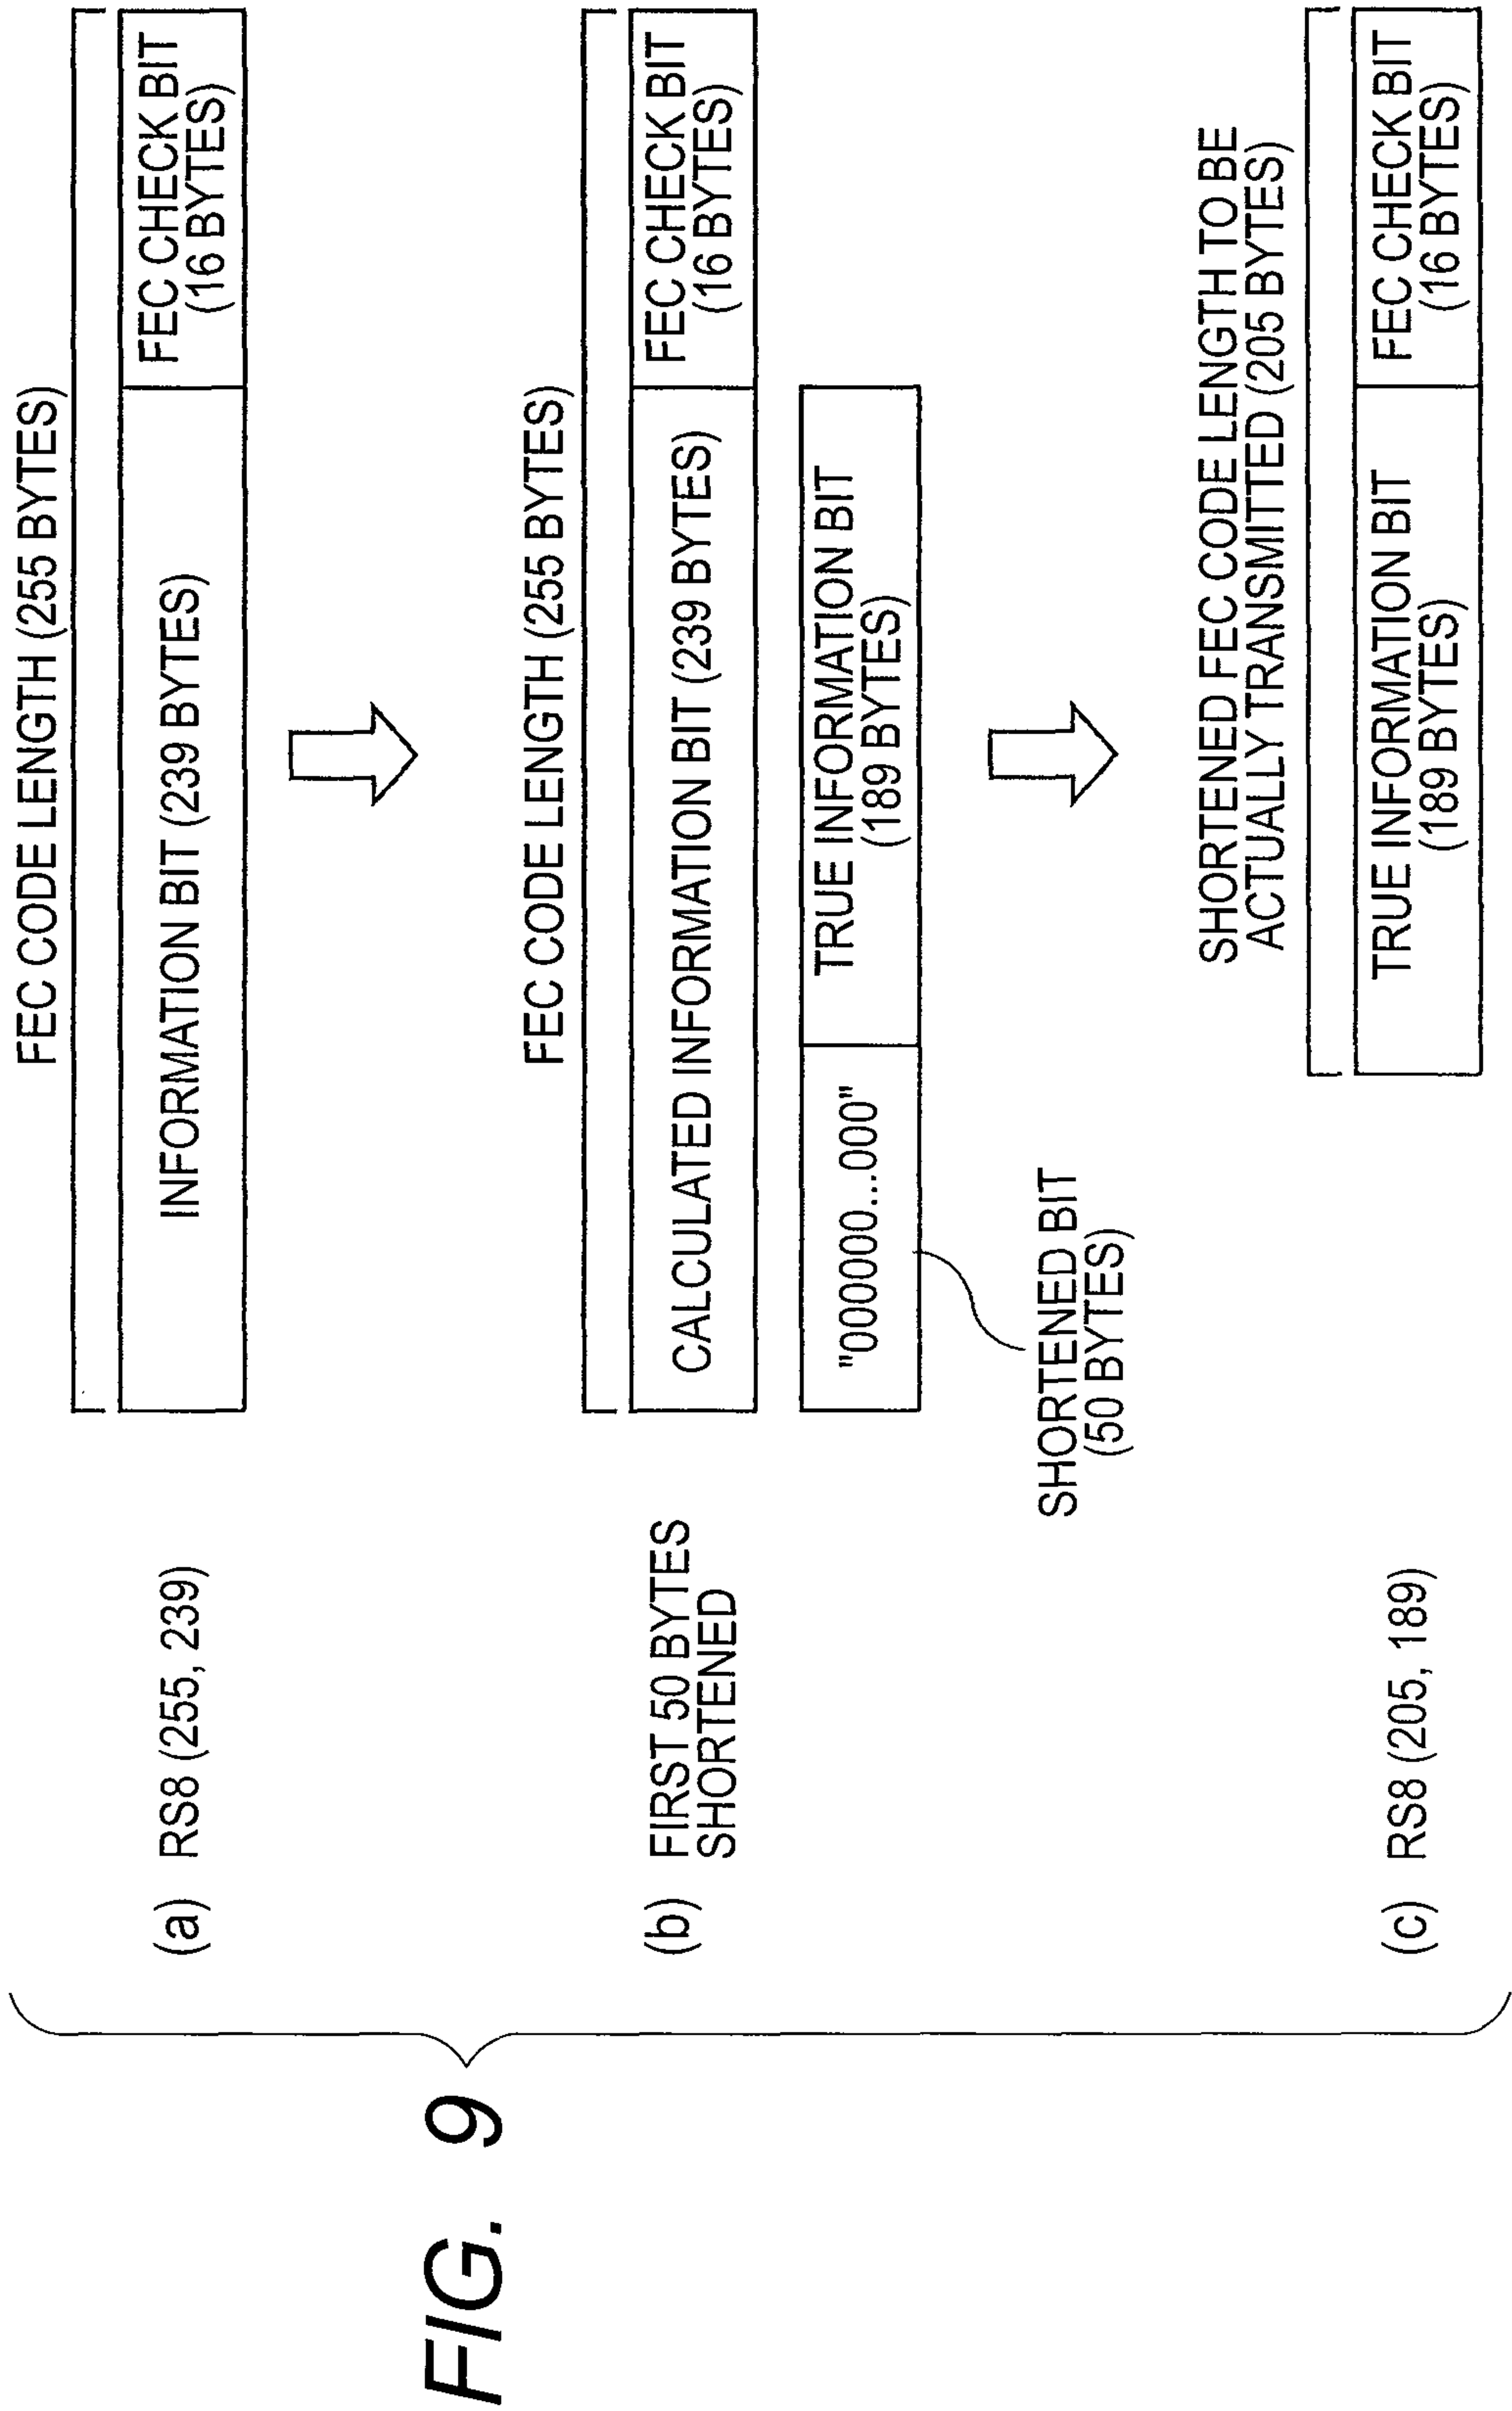 FIG. 9
(a) RS8 (255, 239)
FEC CODE LENGTH (255 BYTES)
INFORMATION BIT (239 BYTES)
FEC CHECK BIT
(16 BYTES)
(b) FIRST 50 BYTES
SHORTENED
FEC CODE LENGTH (255 BYTES)
CALCULATED INFORMATION BIT (239 BYTES)
FEC CHECK BIT
(16 BYTES)
"000000...000"
TRUE INFORMATION BIT
(189 BYTES)
SHORTENED BIT
(50 BYTES)
(c) RS8 (205, 189)
SHORTENED FEC CODE LENGTH TO BE
ACTUALLY TRANSMITTED (205 BYTES)
TRUE INFORMATION BIT
(189 BYTES)
FEC CHECK BIT
(16 BYTES)